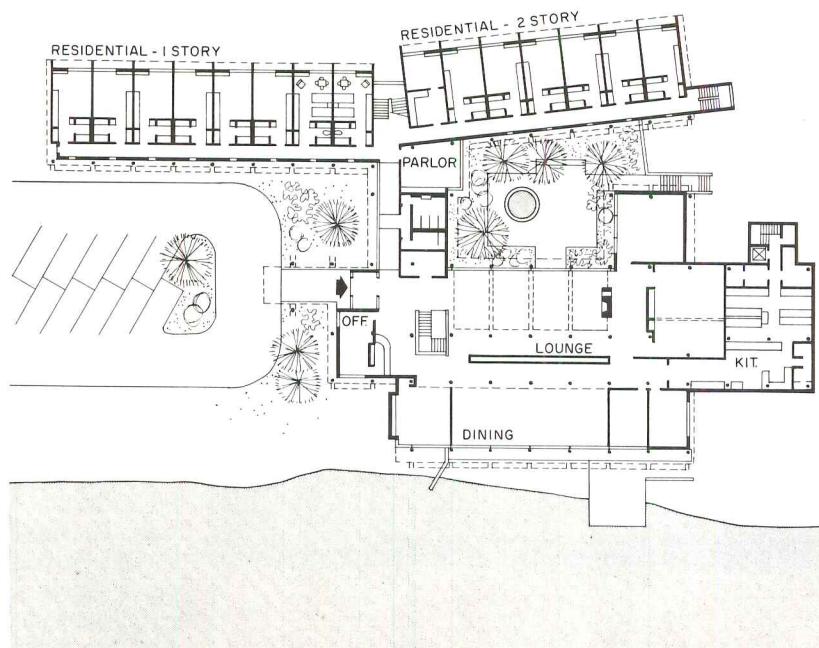 RESIDENTIAL - 2 STORY
RESIDENTIAL - 1 STORY
PARLOR
OFF.
LOUNGE
KIT.
DINING